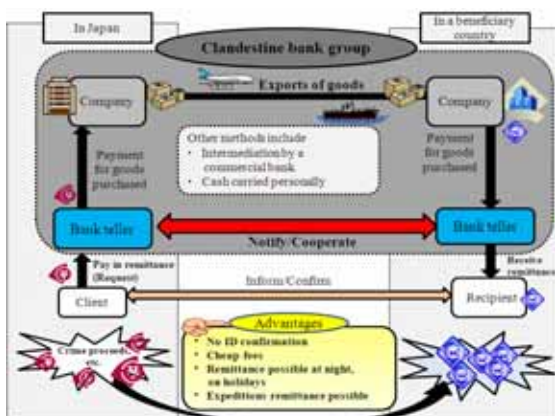 In Japan
In a beneficiary
country
Clandestine bank group
Company
Exports of goods
Company
Payment
for goods
purchased
Other methods include
• Intermediation by a
commercial bank
• Cash carried personally
Payment
for goods
purchased
Bank teller
Bank teller
Notify/Cooperate
Pay in remittance
(Request)
Receive
remittance
Client
Inform/Confirm
Recipient
Advantages
• No ID confirmation
• Cheap fees
• Remittance possible at night,
on holidays
• Expeditious remittance possible
Crime proceeds,
etc.